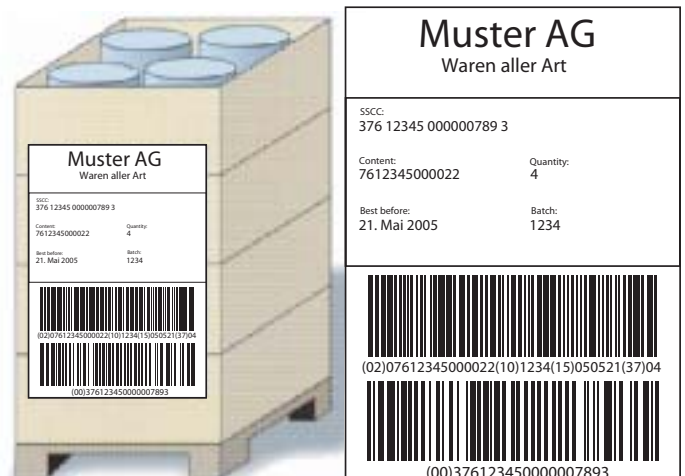 Muster AG
Waren aller Art
SSCC:
376 12345 000000789 3
Content:
7612345000022
Quantity:
4
Best before:
21. Mai 2005
Batch:
1234
(02)07612345000022(10)1234(15)050521(37)04
(00)376123450000007893
Muster AG
Waren aller Art
SSCC:
376 12345 000000789 3
Content:
7612345000022
Quantity:
4
Best before:
21. Mai 2005
Batch:
1234
(02)07612345000022(10)1234(15)050521(37)04
(00)376123450000007893